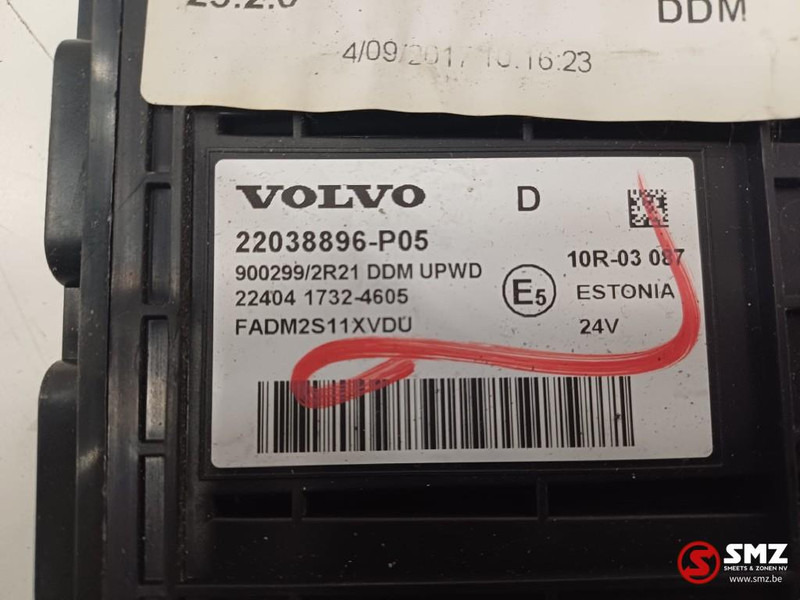 DDM
4/09/2017 10:16:23
VOLVO D
22038896-P05
900299/2R21 DDM UPWD
10R-03 087
22404 1732-4605
E5 ESTONIA
FADM2S11XVDU
24V
SMZ
SHEETS & ZONEN NV
www.smz.be